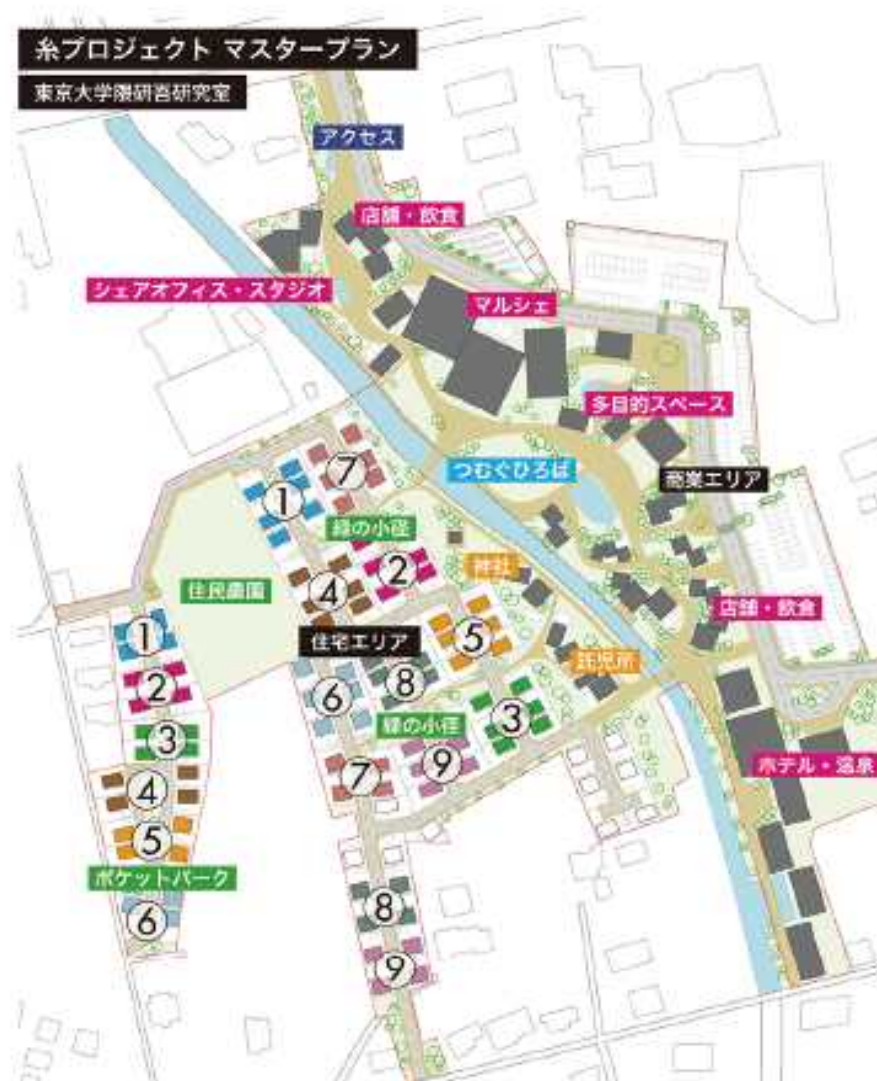 糸プロジェクト マスタープラン
東京大学隈研吾研究室
アクセス
店舗・飲食
シェアオフィス・スタジオ
マルシェ
多目的スペース
つむぐひろば
商業エリア
⑦
①
緑の小径
④
②
神社
住民農園
店舗・飲食
①
住宅エリア
⑤
託児所
②
⑥
⑧
③
緑の小径
③
⑦
⑨
ホテル・温泉
④
⑤
ポケットパーク
⑥
⑧
⑨